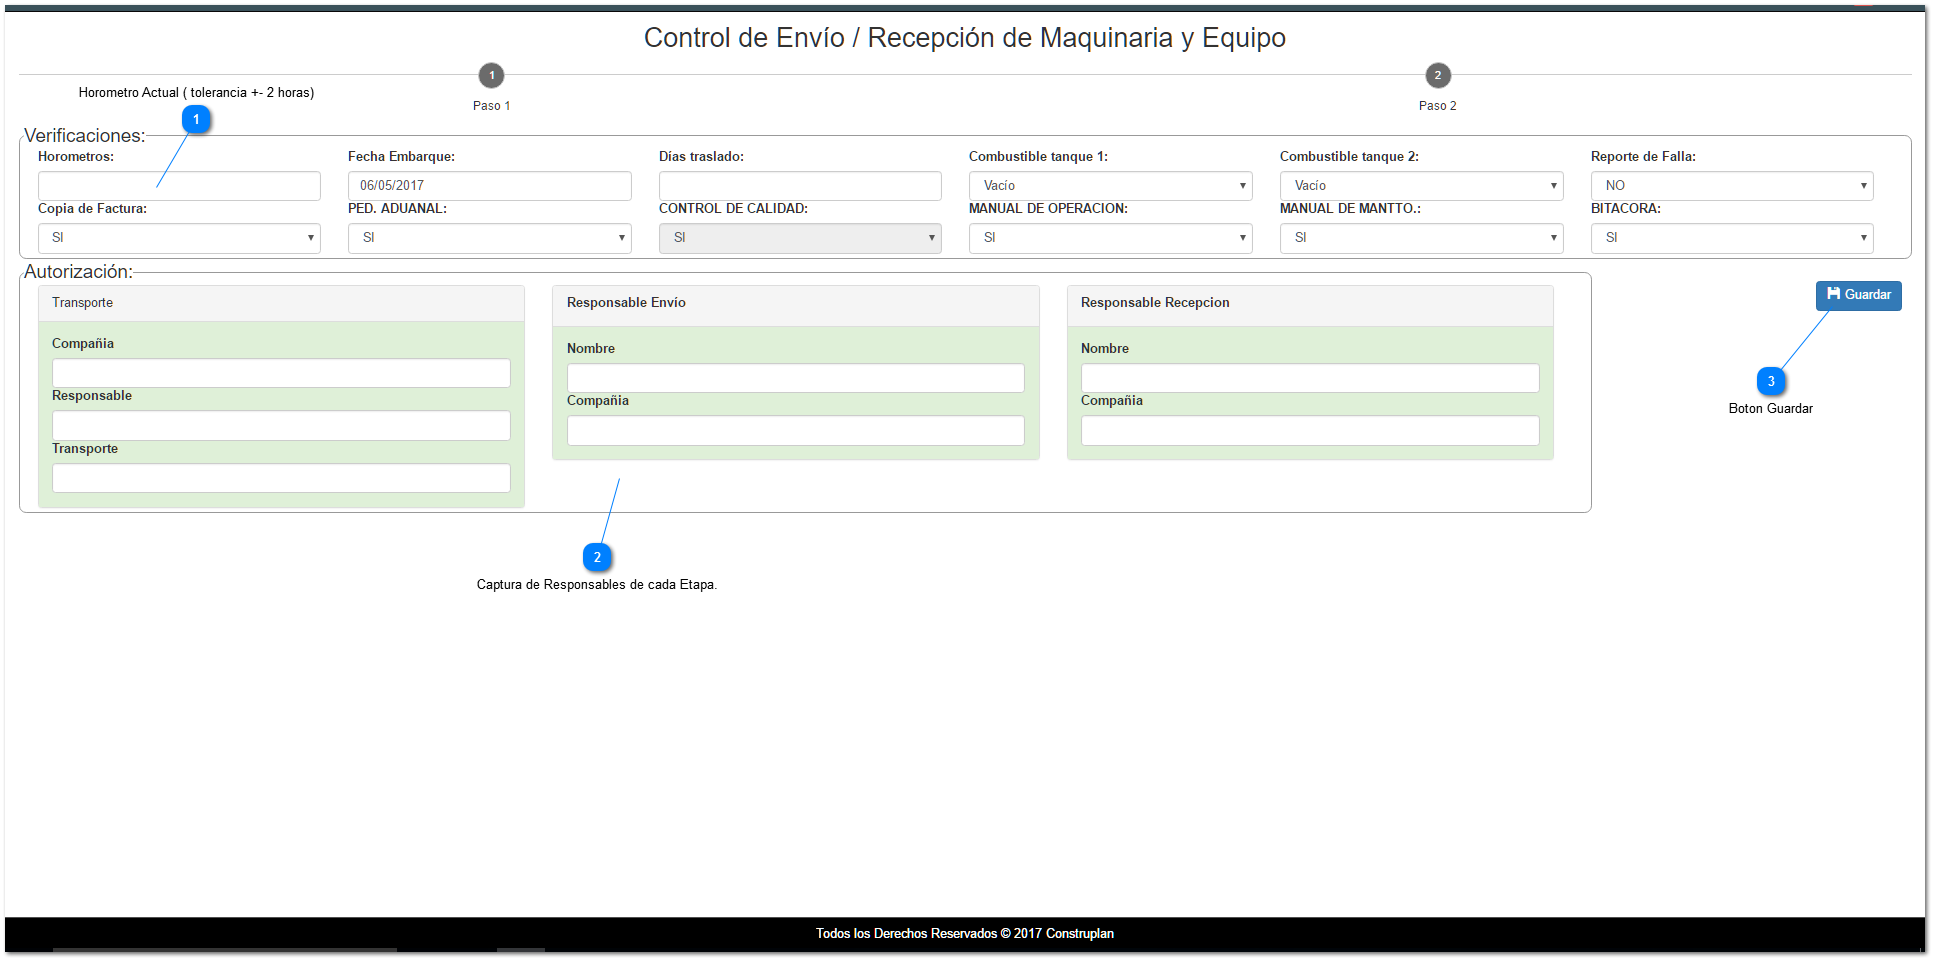 Control de Envío / Recepción de Maquinaria y Equipo
1
2
Paso 1
Paso 2
Horometro Actual ( tolerancia +- 2 horas)
1
Verificaciones:
Horometros:
Fecha Embarque:
Días traslado:
Combustible tanque 1:
Combustible tanque 2:
Reporte de Falla:
06/05/2017
Vacío
Vacío
NO
Copia de Factura:
PED. ADUANAL:
CONTROL DE CALIDAD:
MANUAL DE OPERACION:
MANUAL DE MANTTO.:
BITACORA:
SI
SI
SI
SI
SI
SI
Autorización:
Transporte
Compañia
Responsable
Transporte
Responsable Envío
Nombre
Compañia
Responsable Recepcion
Nombre
Compañia
Guardar
3
Boton Guardar
2
Captura de Responsables de cada Etapa.
Todos los Derechos Reservados © 2017 Construplan